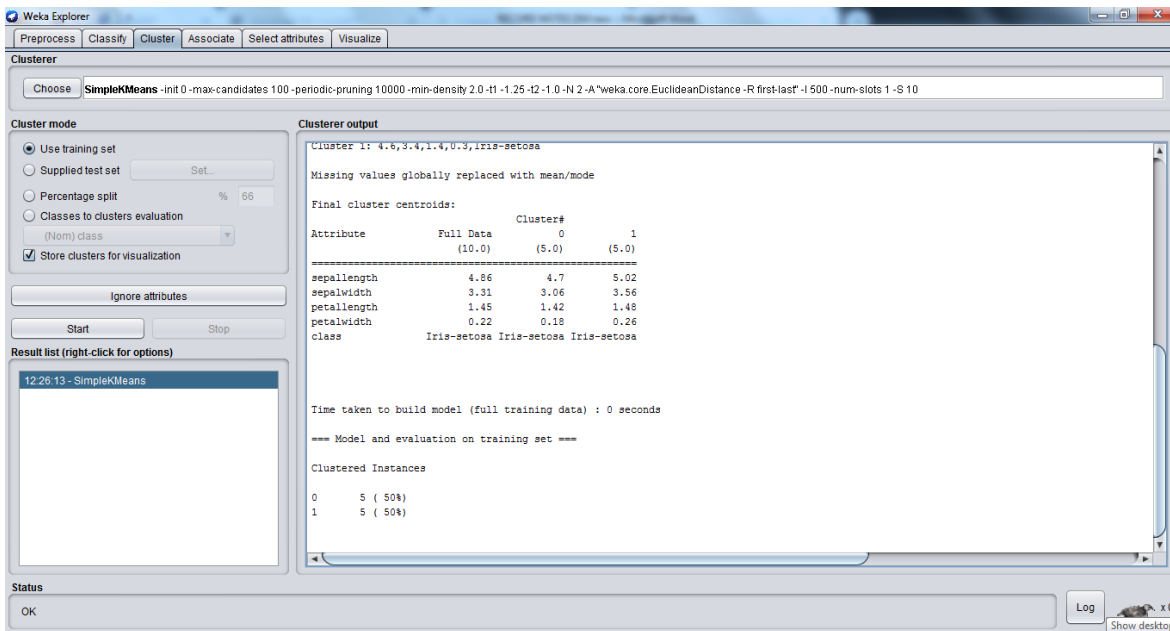 Weka Explorer
Preprocess Classify Cluster Associate Select attributes Visualize
Clusterer
Choose SimpleKMeans -init 0 -max-candidates 100 -periodic-pruning 10000 -min-density 2.0 -t1 -1.25 -t2 -1.0 -N 2 -A "weka.core.EuclideanDistance -R first-last" -I 500 -num-slots 1 -S 10
Cluster mode
Use training set
Supplied test set Set...
Percentage split % 66
Classes to clusters evaluation
(Nom) class
Store clusters for visualization
Ignore attributes
Start Stop
Result list (right-click for options)
12:26:13 - SimpleKMeans
Clusterer output
Cluster 1: 4.6,3.4,1.4,0.3,Iris-setosa
Missing values globally replaced with mean/mode
Final cluster centroids:
Cluster#
Attribute Full Data 0 1
(10.0) (5.0) (5.0)
=====================================================
sepallength 4.86 4.7 5.02
sepalwidth 3.31 3.06 3.56
petallength 1.45 1.42 1.48
petalwidth 0.22 0.18 0.26
class Iris-setosa Iris-setosa Iris-setosa
Time taken to build model (full training data) : 0 seconds
=== Model and evaluation on training set ===
Clustered Instances
0 5 ( 50%)
1 5 ( 50%)
Status
OK
Log
Show deskto